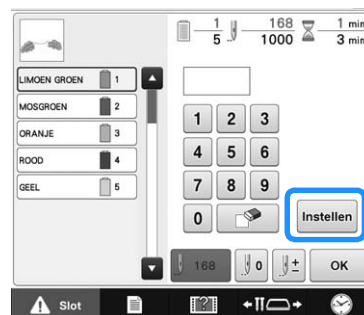 1
5
168
1000
1 min
3 min
LIMOEN GROEN 1
MOSGROEN 2
ORANJE 3
ROOD 4
GEEL 5
1 2 3
4 5 6
7 8 9
0 Instellen
168 0 ± OK
Slot